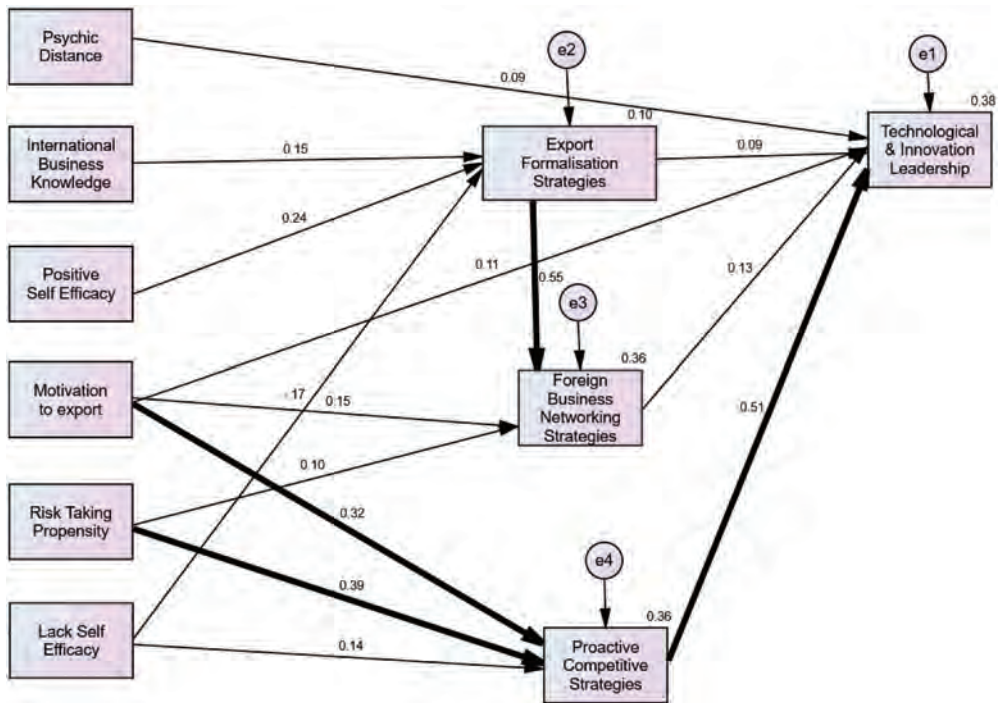 Psychic
Distance
e2
e1
0.38
0.09
0.10
Technological
& Innovation
Leadership
International
Business
Knowledge
0.15
Export
Formalisation
Strategies
0.09
0.24
Positive
Self Efficacy
0.11
0.55
0.13
e3
0.36
Motivation
to export
Foreign
Business
Networking
Strategies
.17
0.15
0.51
0.10
Risk Taking
Propensity
0.32
e4
0.39
0.36
Lack Self
Efficacy
0.14
Proactive
Competitive
Strategies